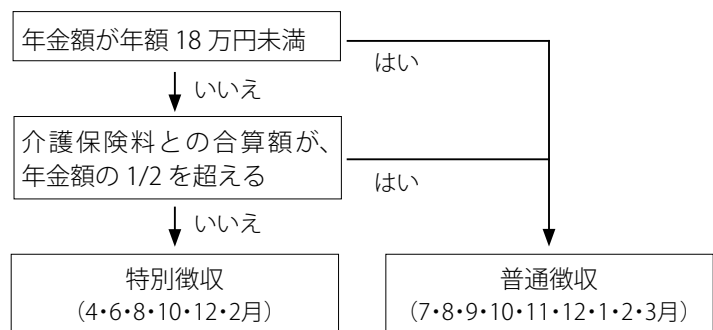 年金額が年額 18 万円未満
はい
いいえ
介護保険料との合算額が、
年金額の 1/2 を超える
はい
いいえ
特別徴収
（4・6・8・10・12・2月）
普通徴収
（7・8・9・10・11・12・1・2・3月）